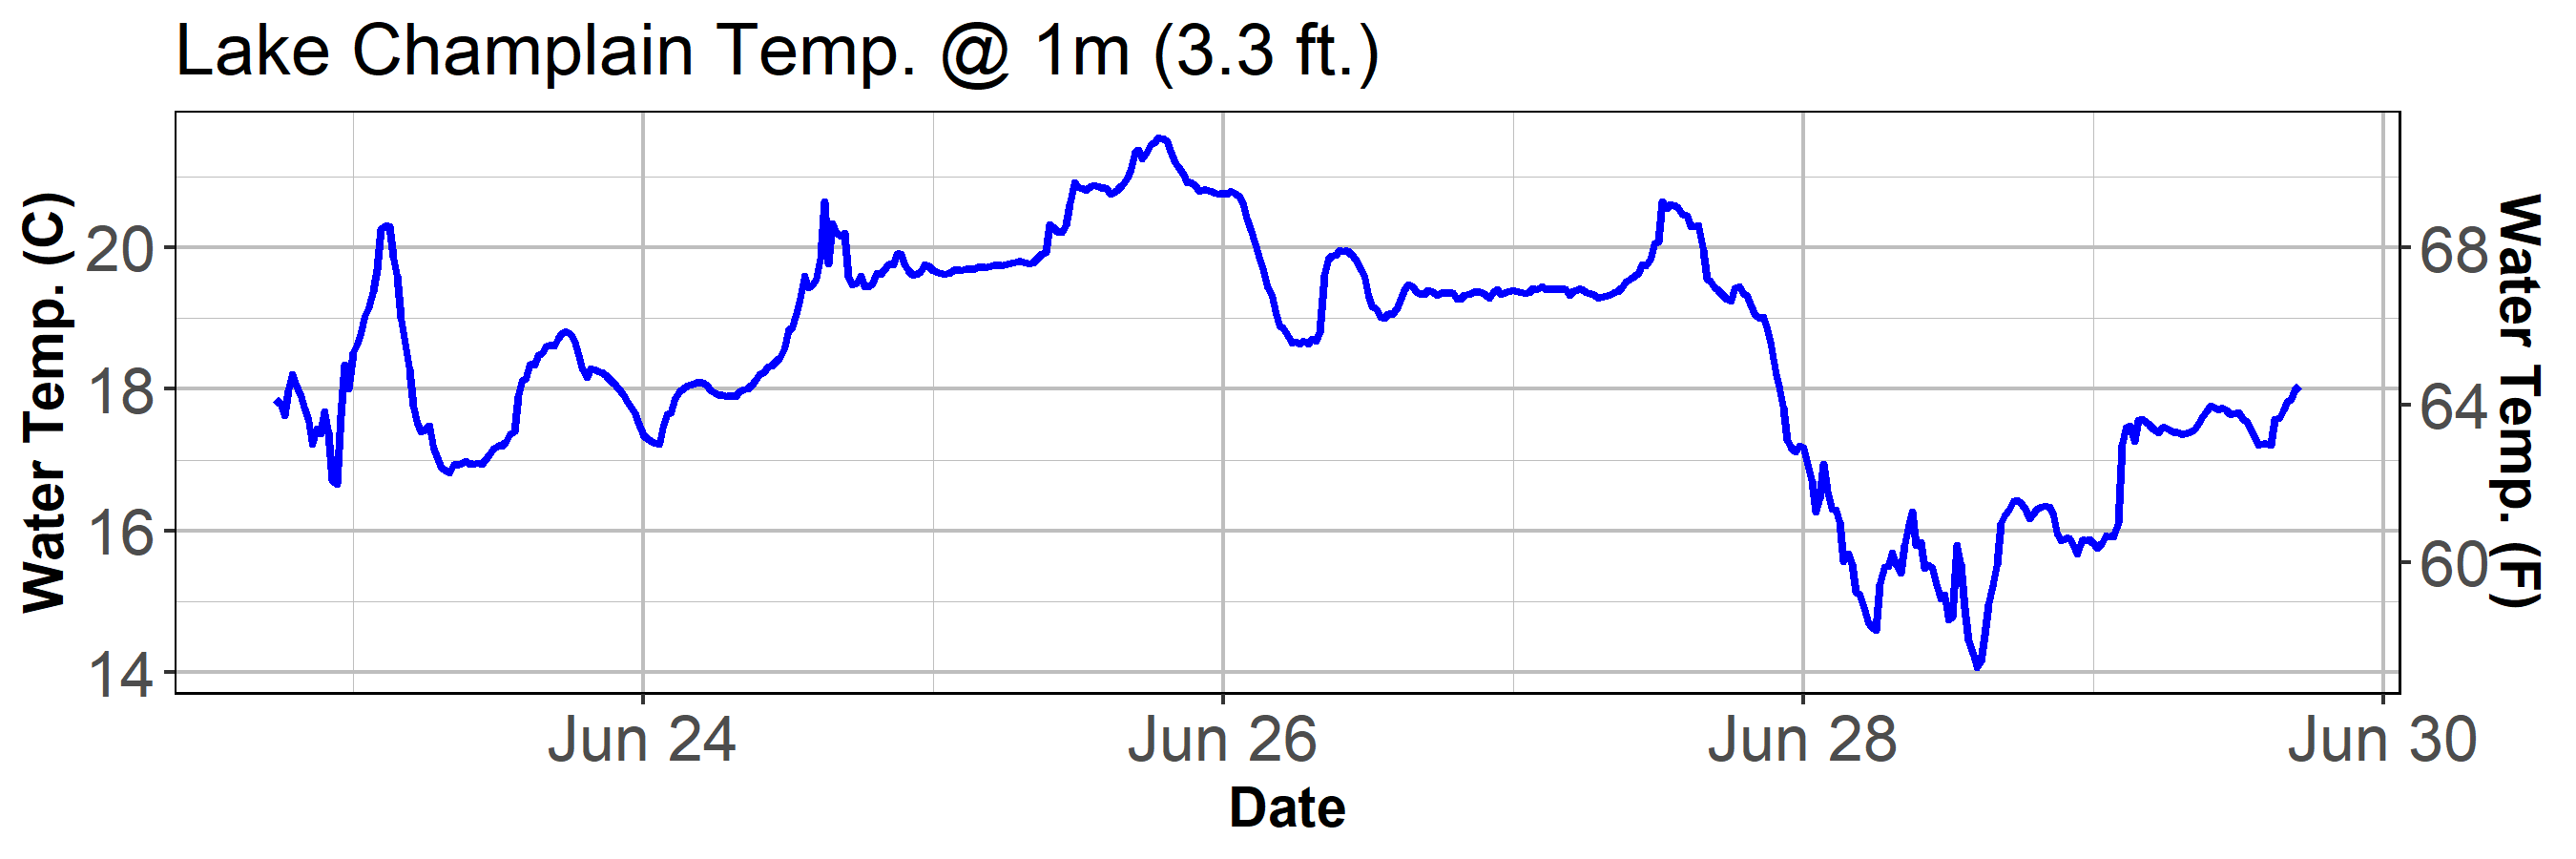 Lake Champlain Temp. @ 1m (3.3 ft.)
Water Temp. (C)
20
18
16
14
68
64
60
Water Temp. (F)
Jun 24
Jun 26
Jun 28
Jun 30
Date